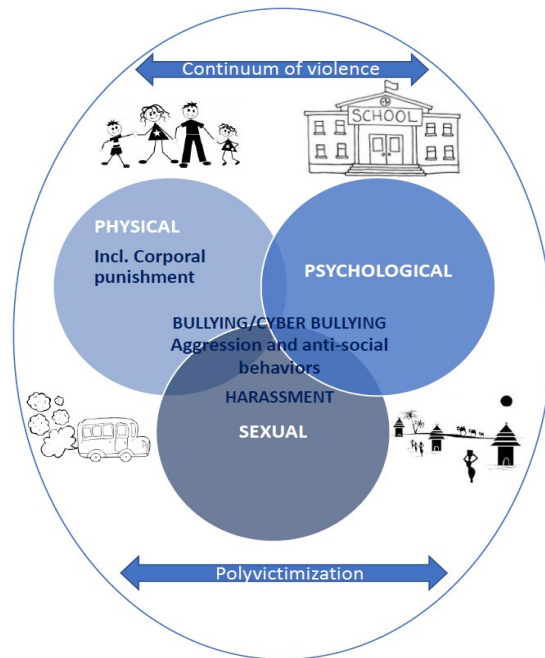 Continuum of violence
SCHOOL
PHYSICAL
Incl. Corporal
punishment
PSYCHOLOGICAL
BULLYING/CYBER BULLYING
Aggression and anti-social
behaviors
HARASSMENT
SEXUAL
Polyvictimization